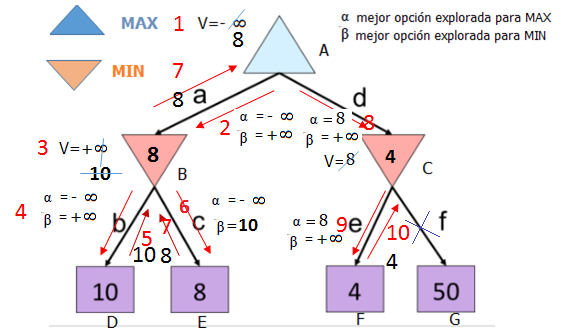 MAX
1
V=-∞
8
α mejor opción explorada para MAX
β mejor opción explorada para MIN
A
MIN
7
8
a
d
2
α = - ∞
β = +∞
α = 8
β = +∞
8
3
V=+∞
10
8
B
V=8
4
C
4
α = - ∞
β = +∞
b
5
10
7
8
6
c
α = - ∞
β=10
α = 8
β = +∞
9
e
10
4
f
10
8
4
50
D
E
F
G